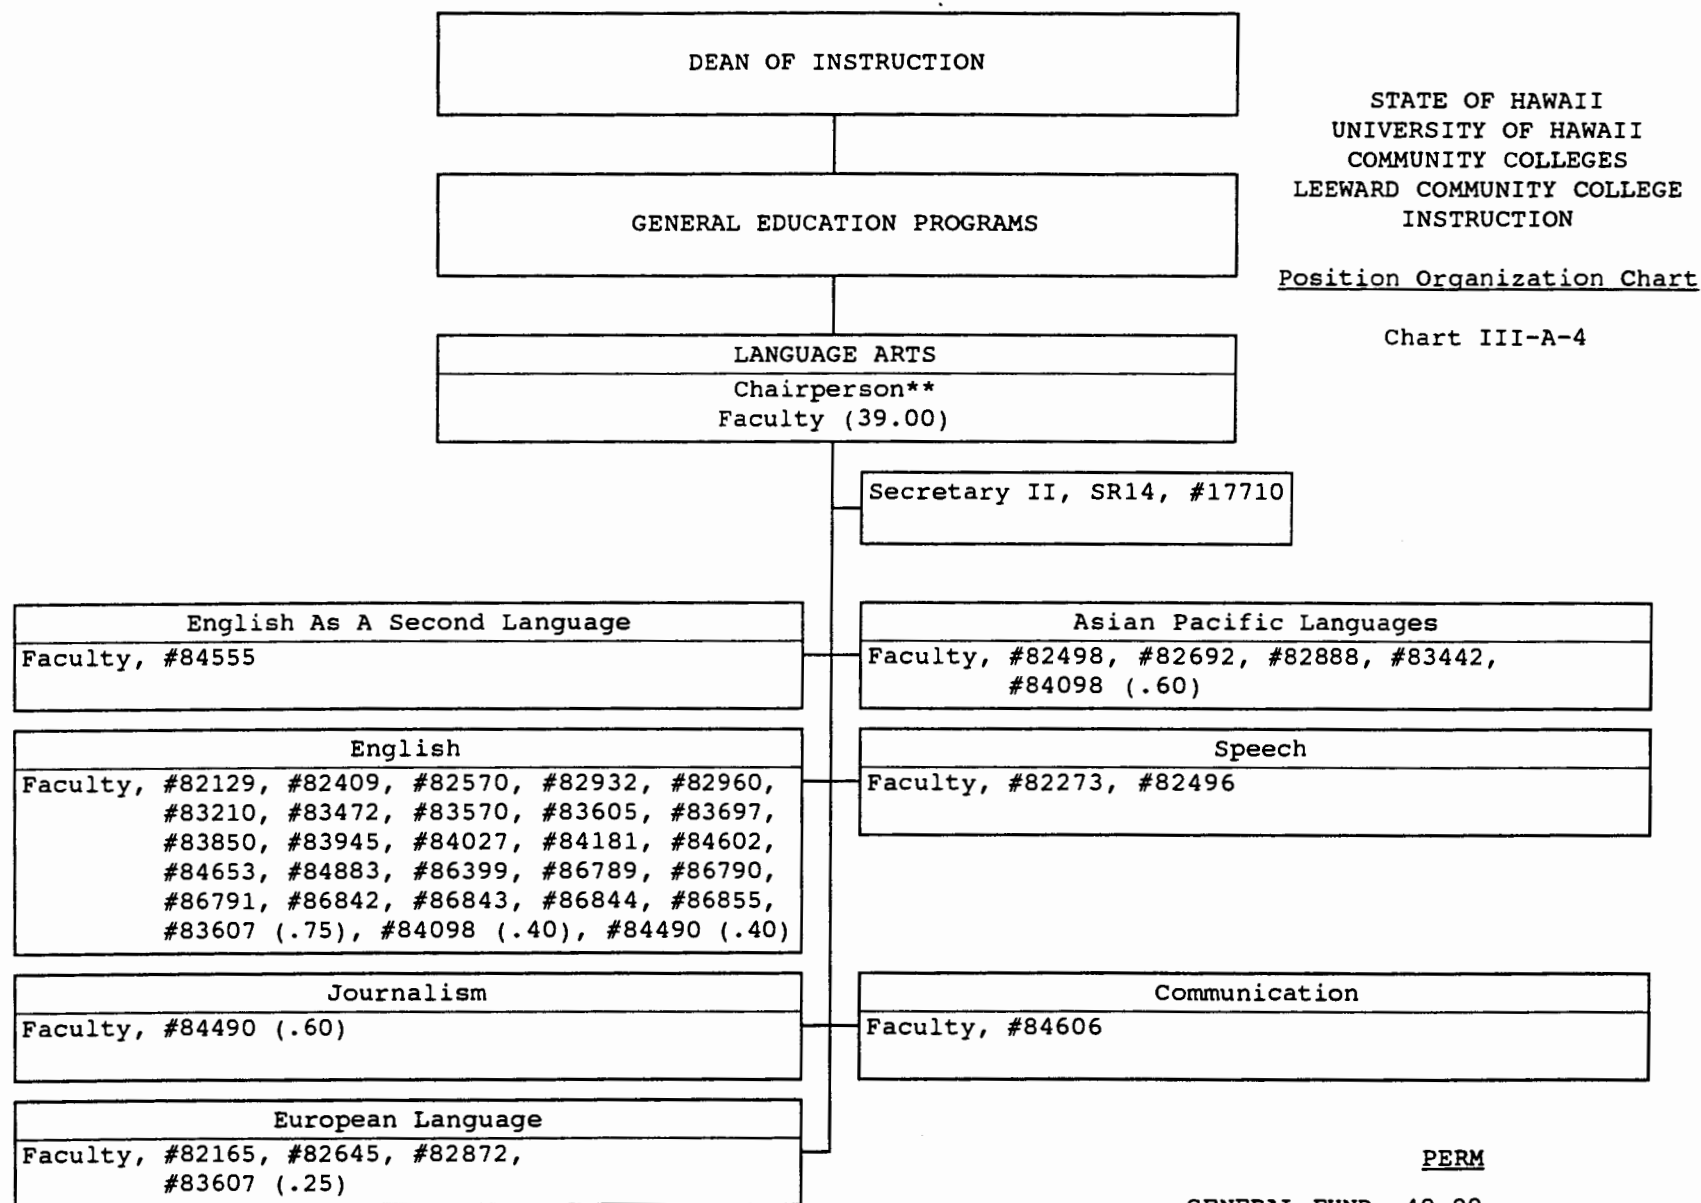 DEAN OF INSTRUCTION
STATE OF HAWAII
UNIVERSITY OF HAWAII
COMMUNITY COLLEGES
LEEWARD COMMUNITY COLLEGE
INSTRUCTION
Position Organization Chart
Chart III-A-4
GENERAL EDUCATION PROGRAMS
LANGUAGE ARTS
Chairperson**
Faculty (39.00)
Secretary II, SR14, #17710
English As A Second Language
Faculty, #84555
Asian Pacific Languages
Faculty, #82498, #82692, #82888, #83442,
#84098 (.60)
English
Faculty, #82129, #82409, #82570, #82932, #82960,
#83210, #83472, #83570, #83605, #83697,
#83850, #83945, #84027, #84181, #84602,
#84653, #84883, #86399, #86789, #86790,
#86791, #86842, #86843, #86844, #86855,
#83607 (.75), #84098 (.40), #84490 (.40)
Speech
Faculty, #82273, #82496
Journalism
Faculty, #84490 (.60)
Communication
Faculty, #84606
European Language
Faculty, #82165, #82645, #82872,
#83607 (.25)
PERM
GENERAL FUND